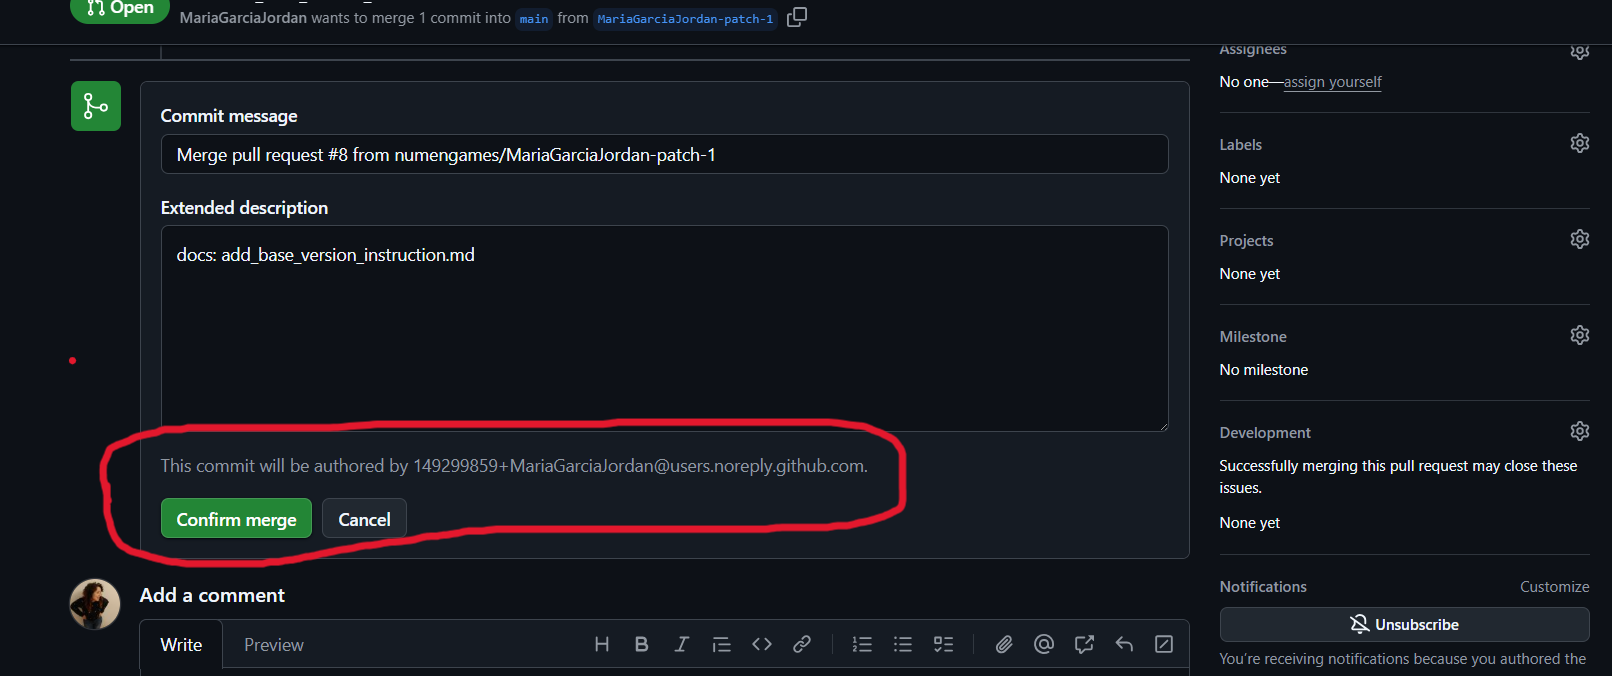 Open
MariaGarciaJordan wants to merge 1 commit into main from MariaGarciaJordan-patch-1
Commit message
Merge pull request #8 from numengames/MariaGarciaJordan-patch-1
Extended description
docs: add_base_version_instruction.md
This commit will be authored by 149299859+MariaGarciaJordan@users.noreply.github.com.
Confirm merge Cancel
Add a comment
Write Preview
Assignees
No one—assign yourself
Labels
None yet
Projects
None yet
Milestone
No milestone
Development
Successfully merging this pull request may close these
issues.
None yet
Notifications Customize
Unsubscribe
You're receiving notifications because you authored the